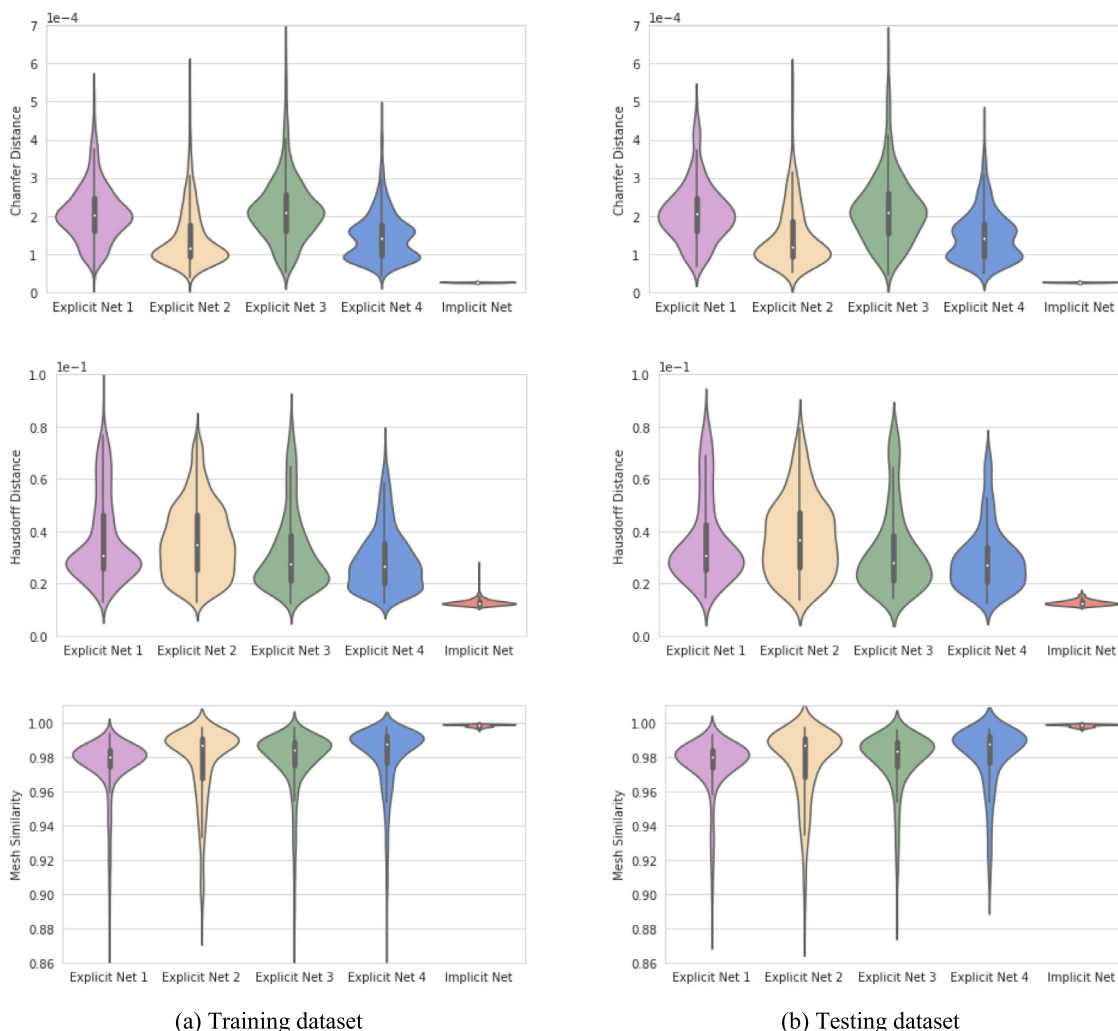 1e−4
7
6
5
4
3
2
1
0
Chamfer Distance
Explicit Net 1 Explicit Net 2 Explicit Net 3 Explicit Net 4 Implicit Net
1e−4
7
6
5
4
3
2
1
0
Chamfer Distance
Explicit Net 1 Explicit Net 2 Explicit Net 3 Explicit Net 4 Implicit Net
1e−1
1.0
0.8
0.6
0.4
0.2
0.0
Hausdorff Distance
Explicit Net 1 Explicit Net 2 Explicit Net 3 Explicit Net 4 Implicit Net
1e−1
1.0
0.8
0.6
0.4
0.2
0.0
Hausdorff Distance
Explicit Net 1 Explicit Net 2 Explicit Net 3 Explicit Net 4 Implicit Net
1.00
0.98
0.96
0.94
0.92
0.90
0.88
0.86
Mesh Similarity
Explicit Net 1 Explicit Net 2 Explicit Net 3 Explicit Net 4 Implicit Net
1.00
0.98
0.96
0.94
0.92
0.90
0.88
0.86
Mesh Similarity
Explicit Net 1 Explicit Net 2 Explicit Net 3 Explicit Net 4 Implicit Net
(a) Training dataset
(b) Testing dataset